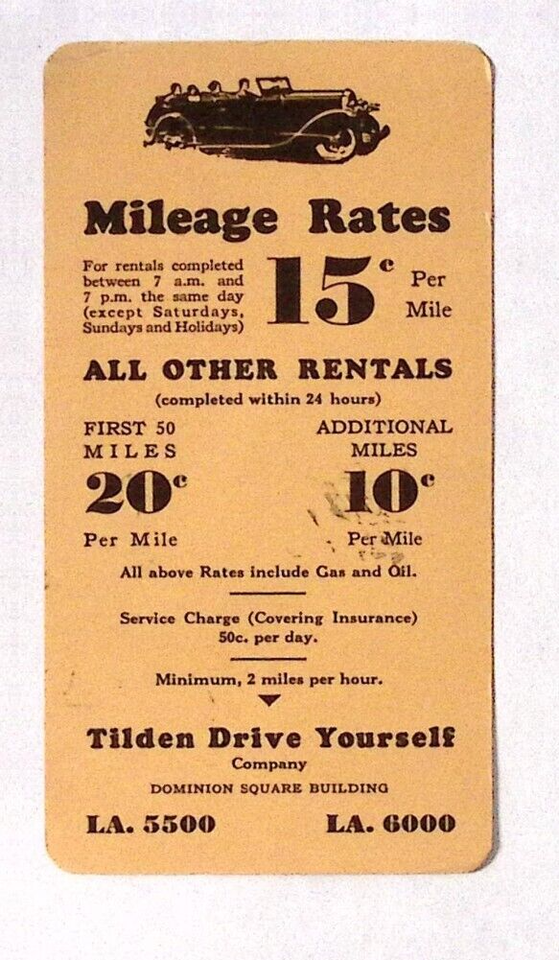 Mileage Rates
For rentals completed
between 7 a.m. and
7 p.m. the same day
(except Saturdays,
Sundays and Holidays)
15c Per
Mile
ALL OTHER RENTALS
(completed within 24 hours)
FIRST 50
MILES
20c
Per Mile
ADDITIONAL
MILES
10c
Per Mile
All above Rates include Gas and Oil.
Service Charge (Covering Insurance)
50c. per day.
Minimum, 2 miles per hour.
Tilden Drive Yourself
Company
DOMINION SQUARE BUILDING
LA. 5500 LA. 6000